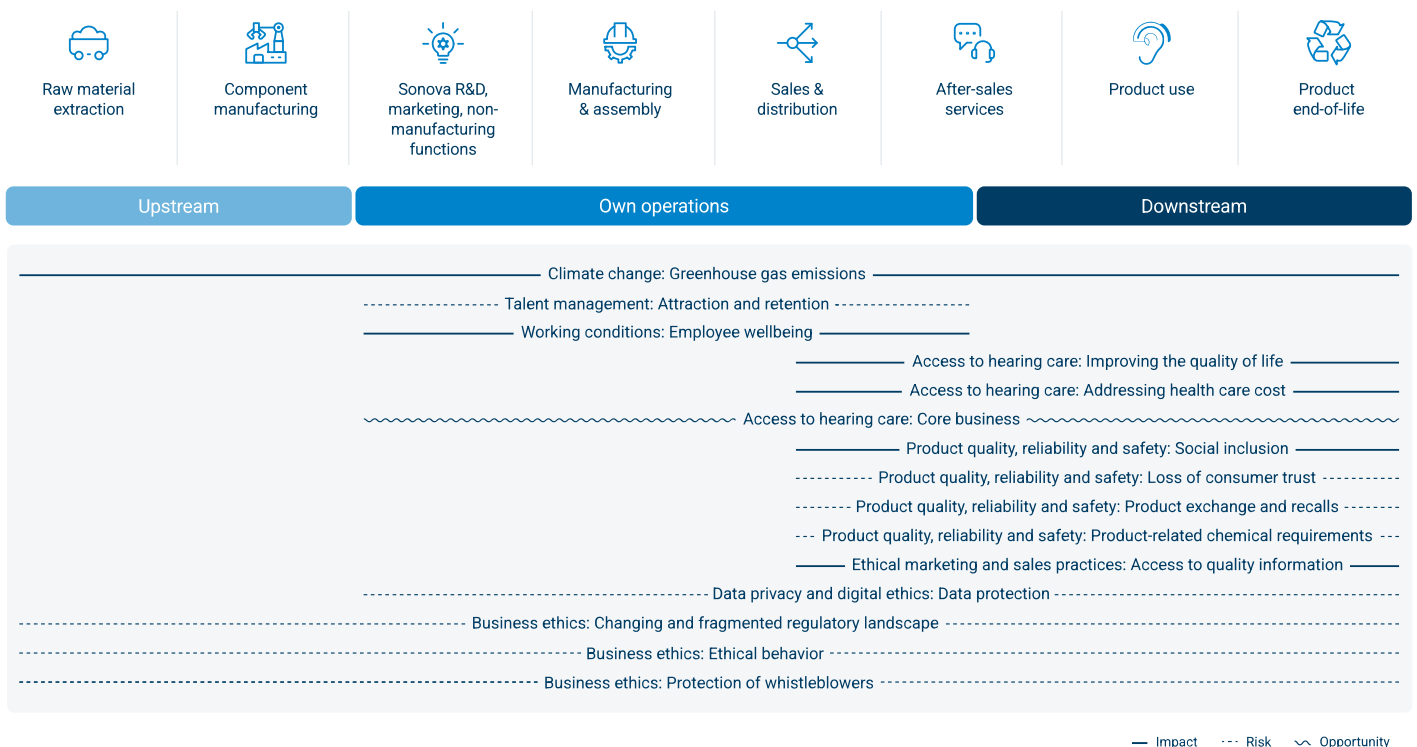 Raw material
extraction
Component
manufacturing
Sonova R&D,
marketing, non-
manufacturing
functions
Manufacturing
& assembly
Sales &
distribution
After-sales
services
Product use
Product
end-of-life
Upstream
Own operations
Downstream
Climate change: Greenhouse gas emissions
Talent management: Attraction and retention
Working conditions: Employee wellbeing
Access to hearing care: Improving the quality of life
Access to hearing care: Addressing health care cost
Access to hearing care: Core business
Product quality, reliability and safety: Social inclusion
Product quality, reliability and safety: Loss of consumer trust
Product quality, reliability and safety: Product exchange and recalls
Product quality, reliability and safety: Product-related chemical requirements
Ethical marketing and sales practices: Access to quality information
Data privacy and digital ethics: Data protection
Business ethics: Changing and fragmented regulatory landscape
Business ethics: Ethical behavior
Business ethics: Protection of whistleblowers
Impact Risk Opportunity